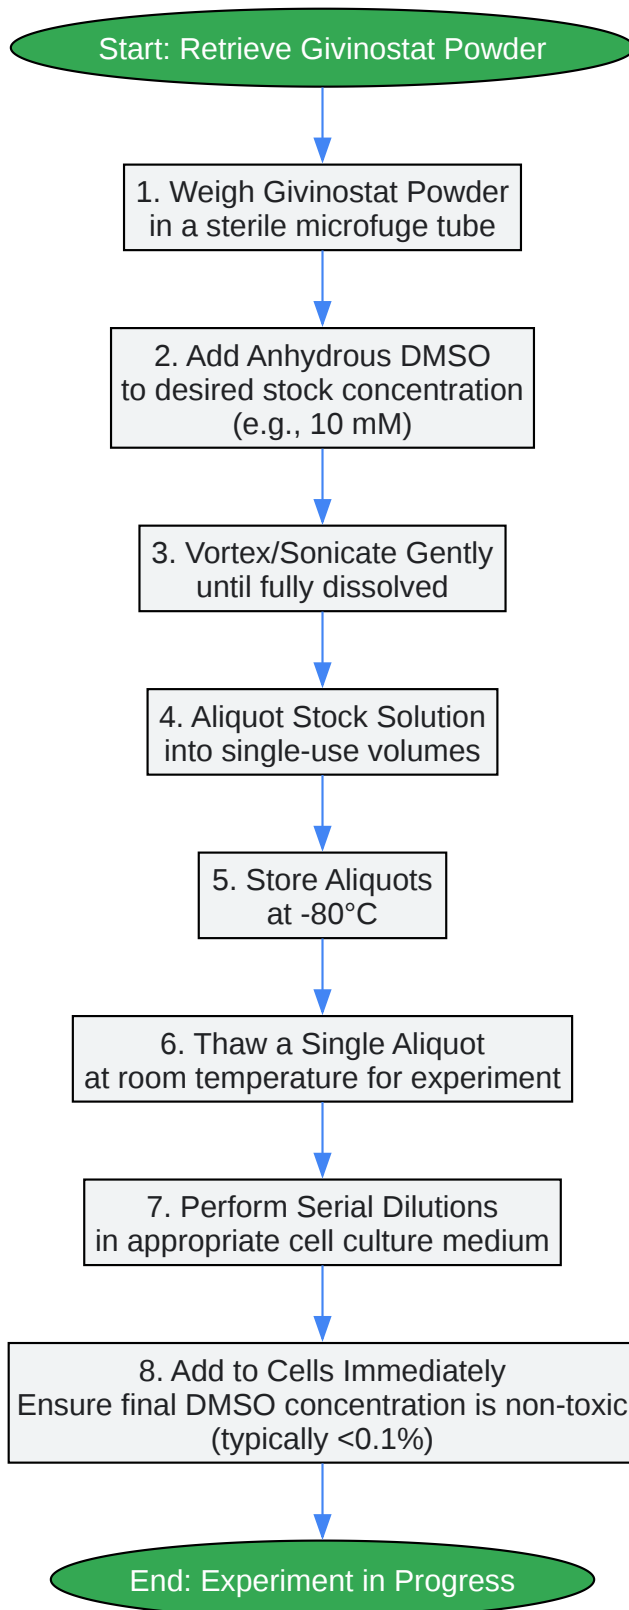 Start: Retrieve Givinostat Powder
1. Weigh Givinostat Powder
in a sterile microfuge tube
2. Add Anhydrous DMSO
to desired stock concentration
(e.g., 10 mM)
3. Vortex/Sonicate Gently
until fully dissolved
4. Aliquot Stock Solution
into single-use volumes
5. Store Aliquots
at -80°C
6. Thaw a Single Aliquot
at room temperature for experiment
7. Perform Serial Dilutions
in appropriate cell culture medium
8. Add to Cells Immediately
Ensure final DMSO concentration is non-toxic
(typically <0.1%)
End: Experiment in Progress